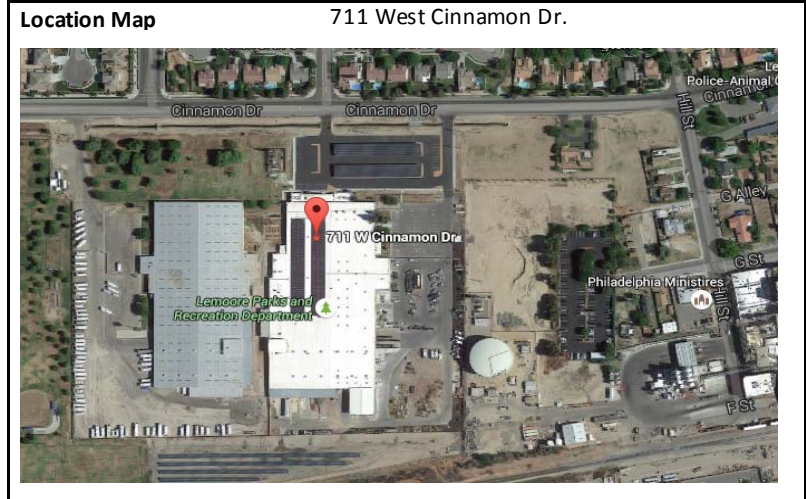 Location Map
711 West Cinnamon Dr.
Le
Police-Animal C
Cinnamon Dr
Cinnamon Dr
Cinnamon
Hill St
G Alley
711 W Cinnamon Dr
G St
Philadelphia Ministires
Lemoore Parks and
Recreation Department
Hill St
F St